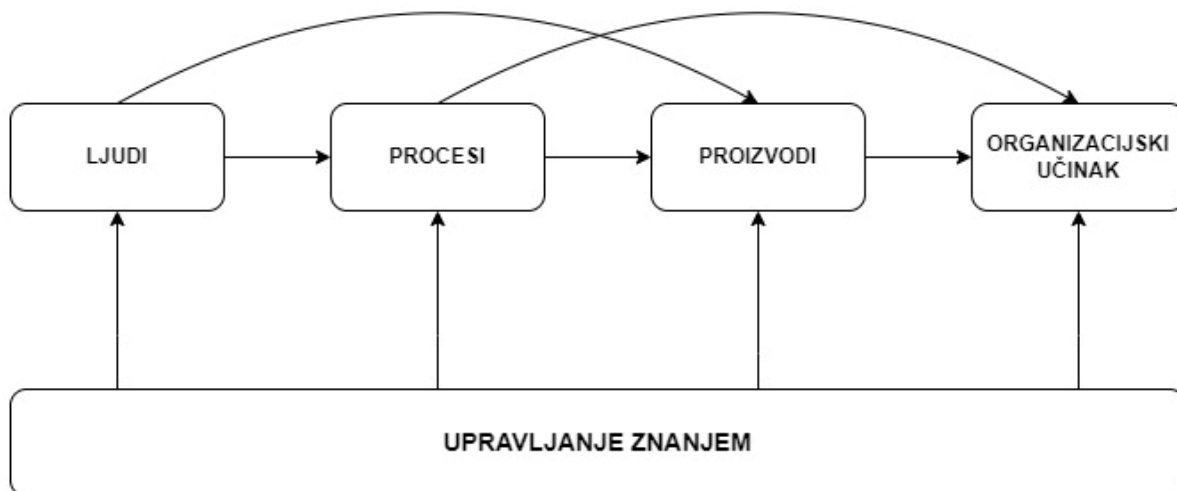 LJUDI
PROCESI
PROIZVODI
ORGANIZACIJSKI
UČINAK
UPRAVLJANJE ZNANJEM